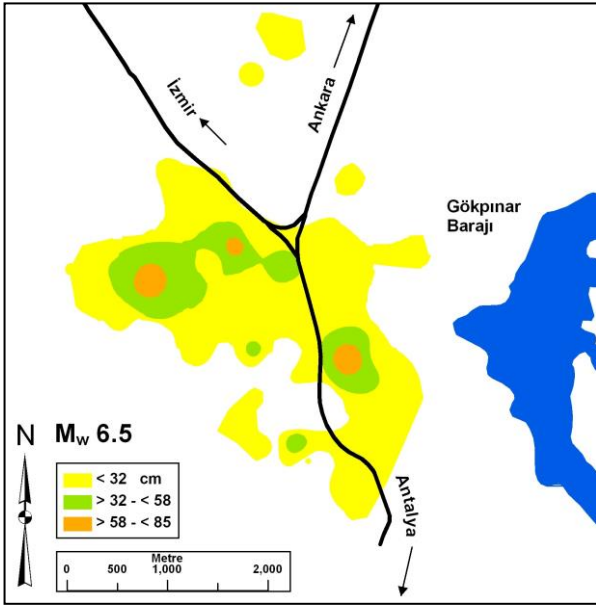 İzmir
Ankara
Gökpınar
Barajı
N
Mw 6.5
< 32 cm
> 32 - < 58
> 58 - < 85
Antalya
Metre
0 500 1,000 2,000